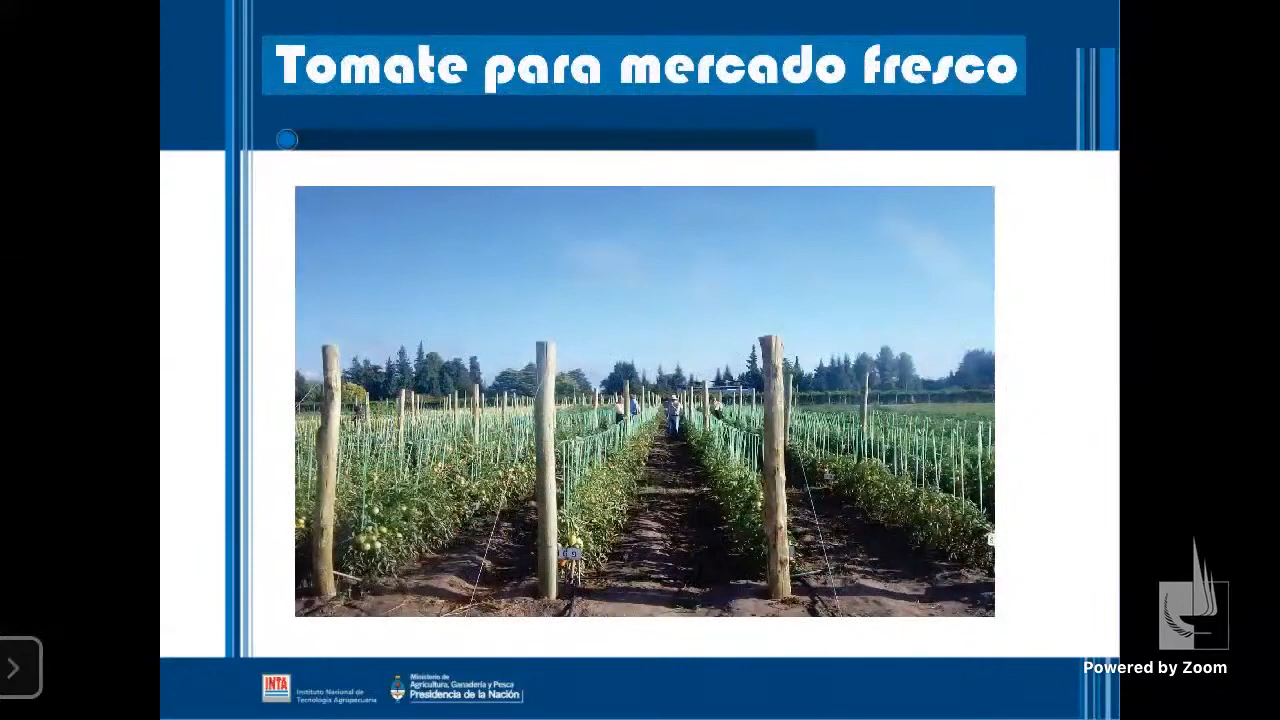 Tomate para mercado fresco
INTA
Instituto Nacional de
Tecnología Agropecuaria
Ministerio de
Agricultura, Ganadería y Pesca
Presidencia de la Nación
Powered by Zoom